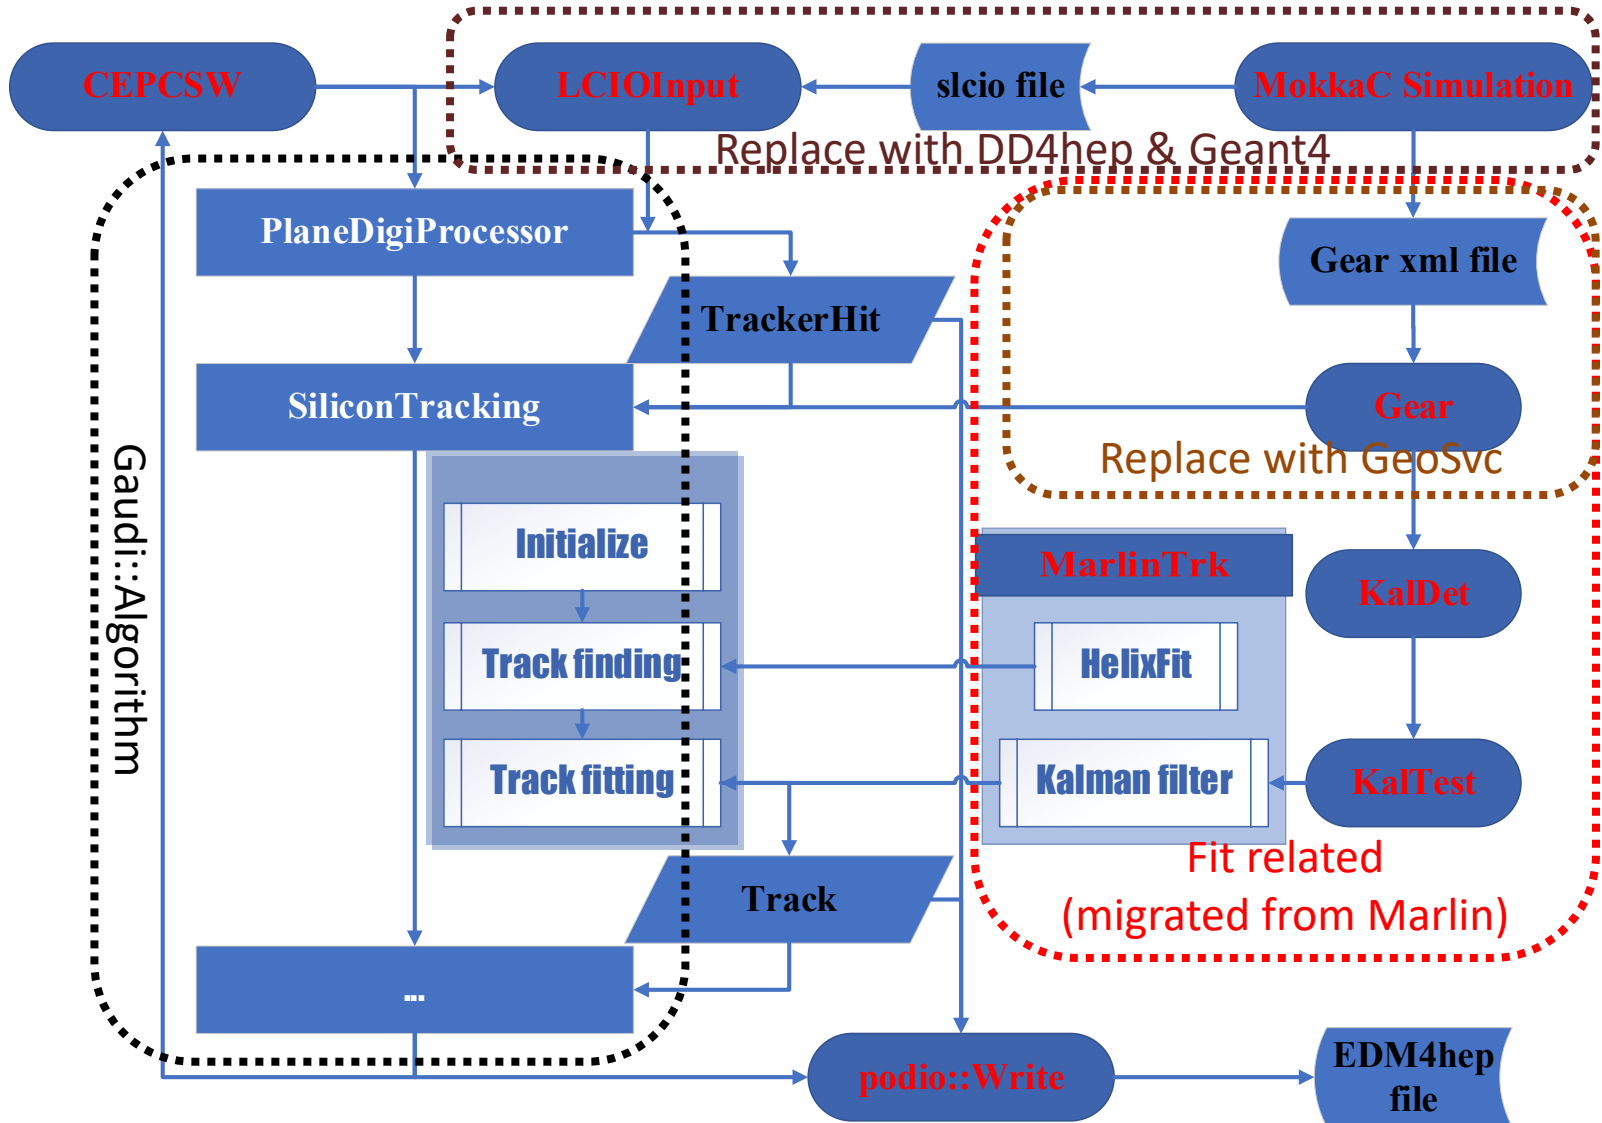 CEPCSW
LCIOInput
slcio file
MokkaC Simulation
Replace with DD4hep & Geant4
PlaneDigiProcessor
Gear xml file
TrackerHit
SiliconTracking
Gear
Replace with GeoSvc
Gaudi::Algorithm
Initialize
MarlinTrk
KalDet
Track finding
HelixFit
Track fitting
Kalman filter
KalTest
Fit related
(migrated from Marlin)
Track
...
podio::Write
EDM4hep
file